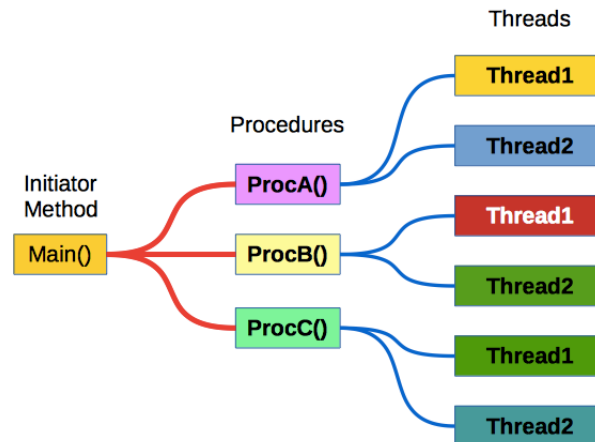 Threads
Thread1
Procedures
Thread2
ProcA()
Initiator
Method
Thread1
Main()
ProcB()
Thread2
ProcC()
Thread1
Thread2